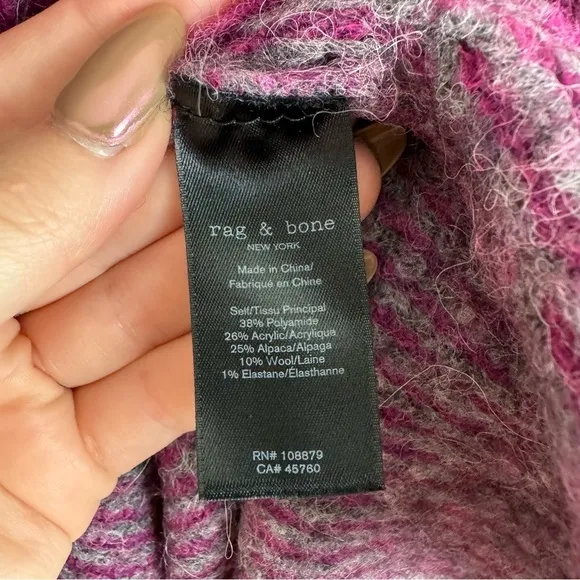 rag & bone
NEW YORK
Made in China/
Fabriqué en Chine
Self/Tissu Principal
38% Polyamide
26% Acrylic/Acrylique
25% Alpaca/Alpaga
10% Wool/Laine
1% Elastane/Élasthanne
RN# 108879
CA# 45760